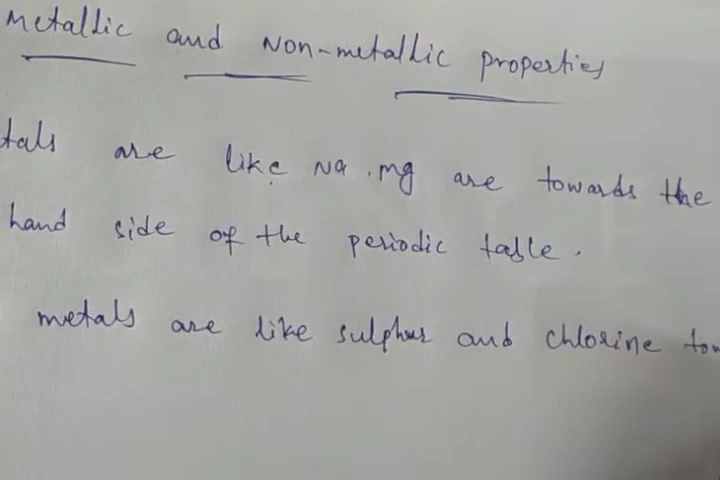 Metallic and Non-metallic properties
tals are like Na, Mg are towards the
hand side of the periodic table.
metals are like sulphur and chlorine tow